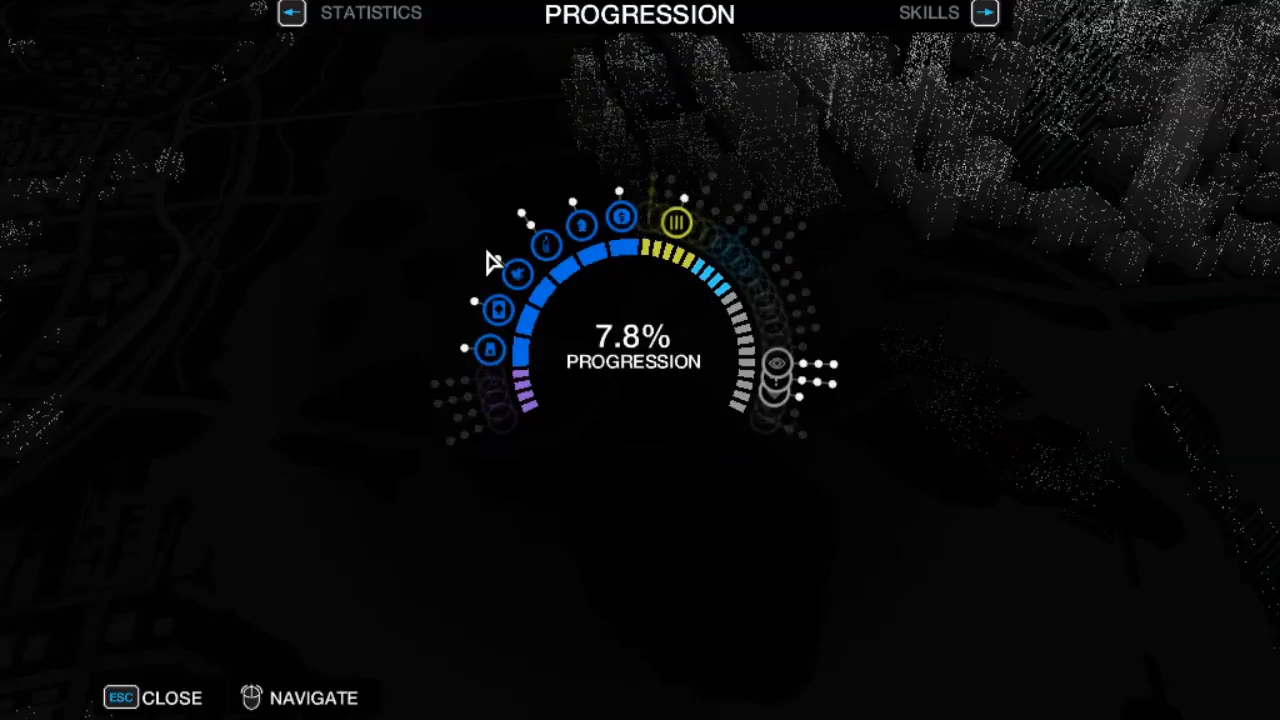 STATISTICS
PROGRESSION
SKILLS
7.8%
PROGRESSION
ESC CLOSE
NAVIGATE